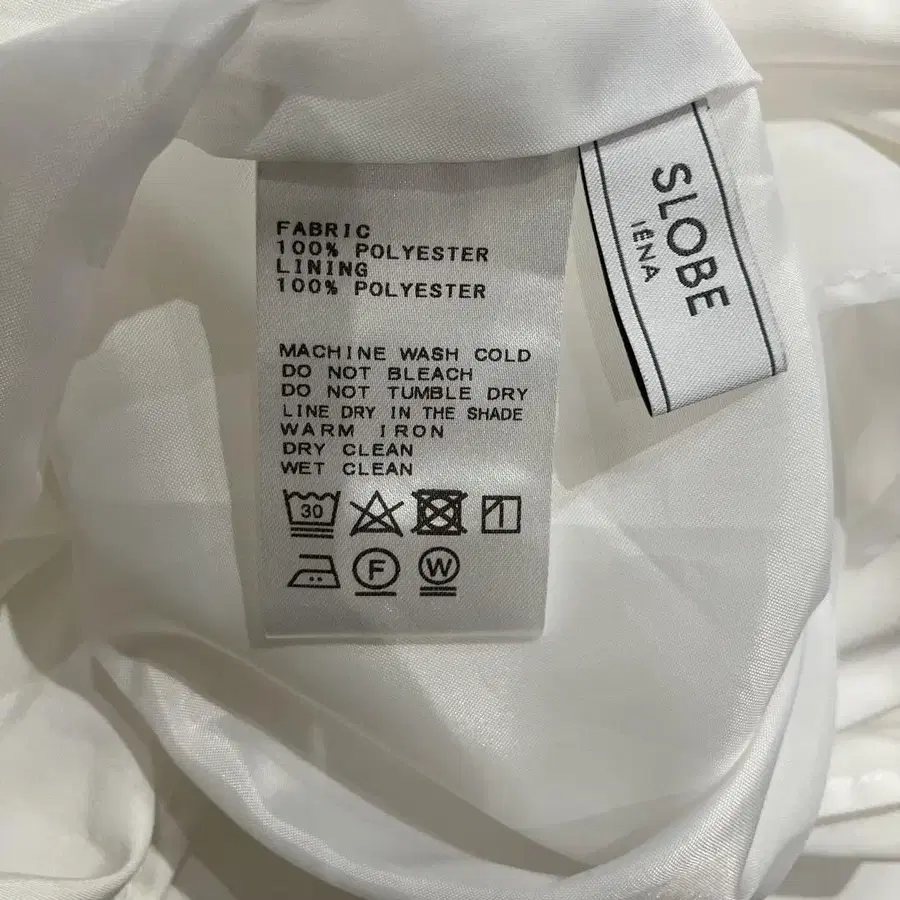 FABRIC
100% POLYESTER
LINING
100% POLYESTER
MACHINE WASH COLD
DO NOT BLEACH
DO NOT TUMBLE DRY
LINE DRY IN THE SHADE
WARM IRON
DRY CLEAN
WET CLEAN
30
F W
SLOBE
IÉNA